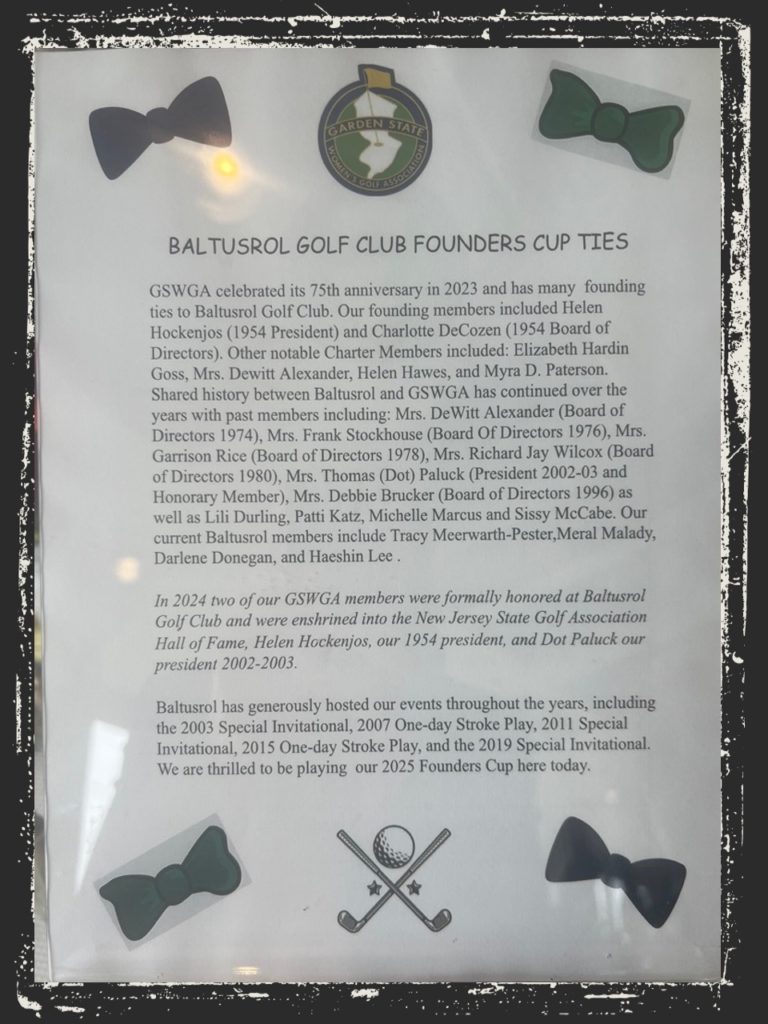 GARDEN STATE
WOMEN'S GOLF ASSOCIATION
BALTUSROL GOLF CLUB FOUNDERS CUP TIES
GSWGA celebrated its 75th anniversary in 2023 and has many founding
ties to Baltusrol Golf Club. Our founding members included Helen
Hockenjos (1954 President) and Charlotte DeCozen (1954 Board of
Directors). Other notable Charter Members included: Elizabeth Hardin
Goss, Mrs. Dewitt Alexander, Helen Hawes, and Myra D. Paterson.
Shared history between Baltusrol and GSWGA has continued over the
years with past members including: Mrs. DeWitt Alexander (Board of
Directors 1974), Mrs. Frank Stockhouse (Board Of Directors 1976), Mrs.
Garrison Rice (Board of Directors 1978), Mrs. Richard Jay Wilcox (Board
of Directors 1980), Mrs. Thomas (Dot) Paluck (President 2002-03 and
Honorary Member), Mrs. Debbie Brucker (Board of Directors 1996) as
well as Lili Durling, Patti Katz, Michelle Marcus and Sissy McCabe. Our
current Baltusrol members include Tracy Meerwarth-Pester,Meral Malady,
Darlene Donegan, and Haeshin Lee .
In 2024 two of our GSWGA members were formally honored at Baltusrol
Golf Club and were enshrined into the New Jersey State Golf Association
Hall of Fame, Helen Hockenjos, our 1954 president, and Dot Paluck our
president 2002-2003.
Baltusrol has generously hosted our events throughout the years, including
the 2003 Special Invitational, 2007 One-day Stroke Play, 2011 Special
Invitational, 2015 One-day Stroke Play, and the 2019 Special Invitational.
We are thrilled to be playing our 2025 Founders Cup here today.